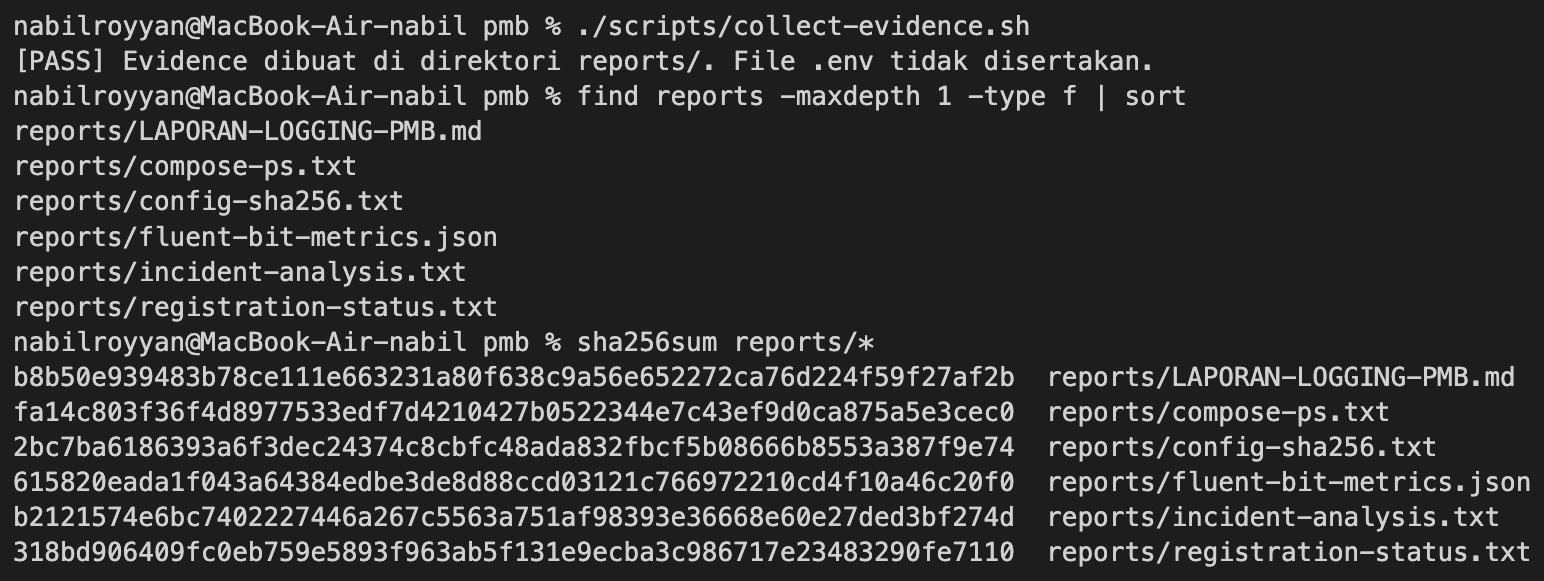 nabilroyyan@MacBook-Air-nabil pmb % ./scripts/collect-evidence.sh
[PASS] Evidence dibuat di direktori reports/. File .env tidak disertakan.
nabilroyyan@MacBook-Air-nabil pmb % find reports -maxdepth 1 -type f | sort
reports/LAPORAN-LOGGING-PMB.md
reports/compose-ps.txt
reports/config-sha256.txt
reports/fluent-bit-metrics.json
reports/incident-analysis.txt
reports/registration-status.txt
nabilroyyan@MacBook-Air-nabil pmb % sha256sum reports/*
b8b50e939483b78ce111e663231a80f638c9a56e652272ca76d224f59f27af2b  reports/LAPORAN-LOGGING-PMB.md
fa14c803f36f4d8977533edf7d4210427b0522344e7c43ef9d0ca875a5e3cec0  reports/compose-ps.txt
2bc7ba6186393a6f3dec24374c8cbfc48ada832fbcf5b08666b8553a387f9e74  reports/config-sha256.txt
615820eada1f043a64384edbe3de8d88ccd03121c766972210cd4f10a46c20f0  reports/fluent-bit-metrics.json
b2121574e6bc7402227446a267c5563a751af98393e36668e60e27ded3bf274d  reports/incident-analysis.txt
318bd906409fc0eb759e5893f963ab5f131e9ecba3c986717e23483290fe7110  reports/registration-status.txt